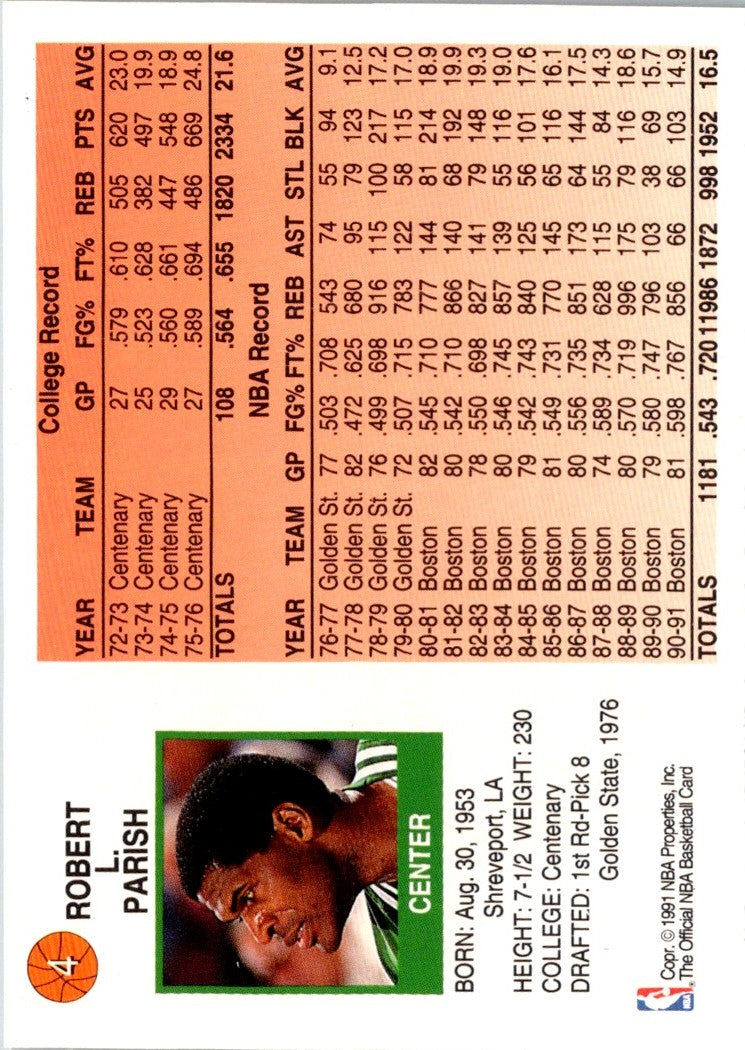 4
ROBERT
L.
PARISH
CENTER
BORN: Aug. 30, 1953
Shreveport, LA
HEIGHT: 7-1/2 WEIGHT: 230
COLLEGE: Centenary
DRAFTED: 1st Rd-Pick 8
Golden State, 1976
NBA
Copr. © 1991 NBA Properties, Inc.
® The Official NBA Basketball Card
College Record
YEAR TEAM GP FG% FT% REB PTS AVG
72-73 Centenary 27 .579 .610 505 620 23.0
73-74 Centenary 25 .523 .628 382 497 19.9
74-75 Centenary 29 .560 .661 447 548 18.9
75-76 Centenary 27 .589 .694 486 669 24.8
TOTALS 108 .564 .655 1820 2334 21.6
NBA Record
YEAR TEAM GP FG% FT% REB AST STL BLK AVG
76-77 Golden St. 77 .503 .708 543 74 55 94 9.1
77-78 Golden St. 82 .472 .625 680 95 79 123 12.5
78-79 Golden St. 76 .499 .698 916 115 100 217 17.2
79-80 Golden St. 72 .507 .715 783 122 58 115 17.0
80-81 Boston 82 .545 .710 777 144 81 214 18.9
81-82 Boston 80 .542 .710 866 140 68 192 19.9
82-83 Boston 78 .550 .698 827 141 79 148 19.3
83-84 Boston 80 .546 .745 857 139 55 116 19.0
84-85 Boston 79 .542 .743 840 125 56 101 17.6
85-86 Boston 81 .549 .731 770 145 65 116 16.1
86-87 Boston 80 .556 .735 851 173 64 144 17.5
87-88 Boston 74 .589 .734 628 115 55 84 14.3
88-89 Boston 80 .570 .719 996 175 79 116 18.6
89-90 Boston 79 .580 .747 796 103 38 69 15.7
90-91 Boston 81 .598 .767 856 66 66 103 14.9
TOTALS 1181 .543 .720 11986 1872 998 1952 16.5